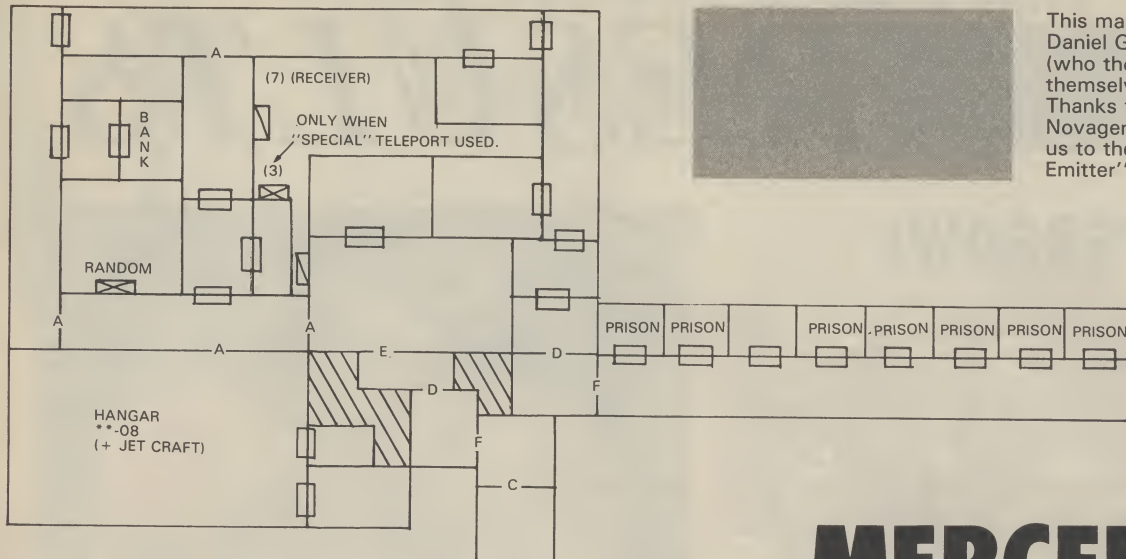 A
(7) (RECEIVER)
ONLY WHEN
"SPECIAL" TELEPORT USED.
(3)
B
A
N
K
RANDOM
A
A
A
E
D
D
F
F
C
HANGAR
**-08
(+ JET CRAFT)
PRISON
PRISON
PRISON
PRISON
PRISON
PRISON
PRISON
This ma
Daniel G
(who the
themselv
Thanks
Novagen
us to the
Emitter"
MERCE